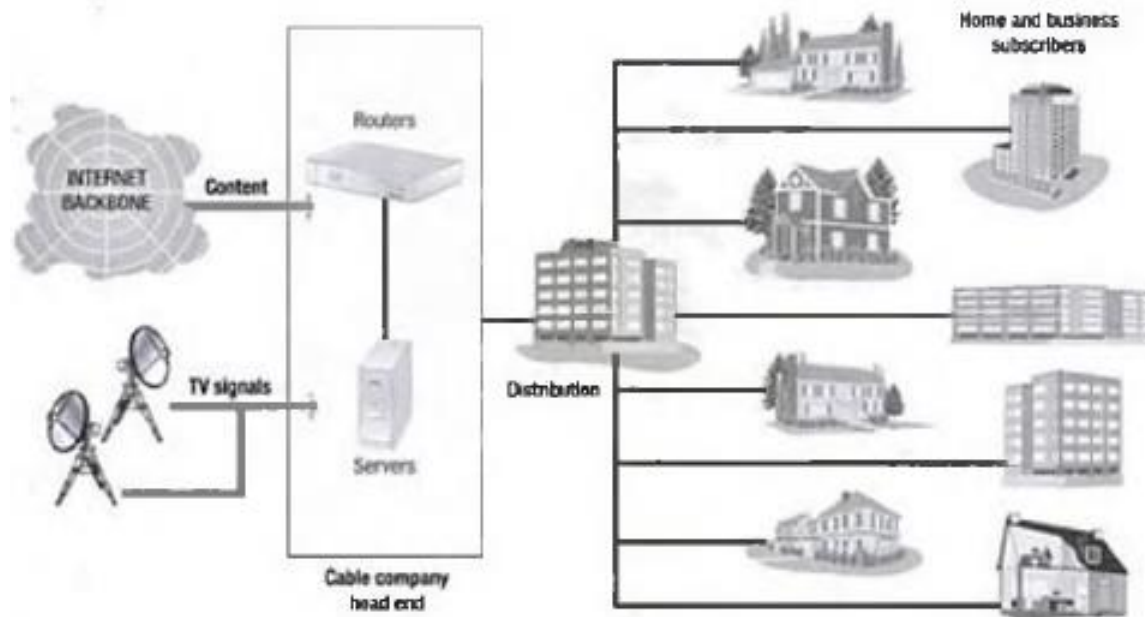 Home and business
subscribers
Routers
INTERNET
BACKBONE
Content
TV signals
Distribution
Servers
Cable company
head end